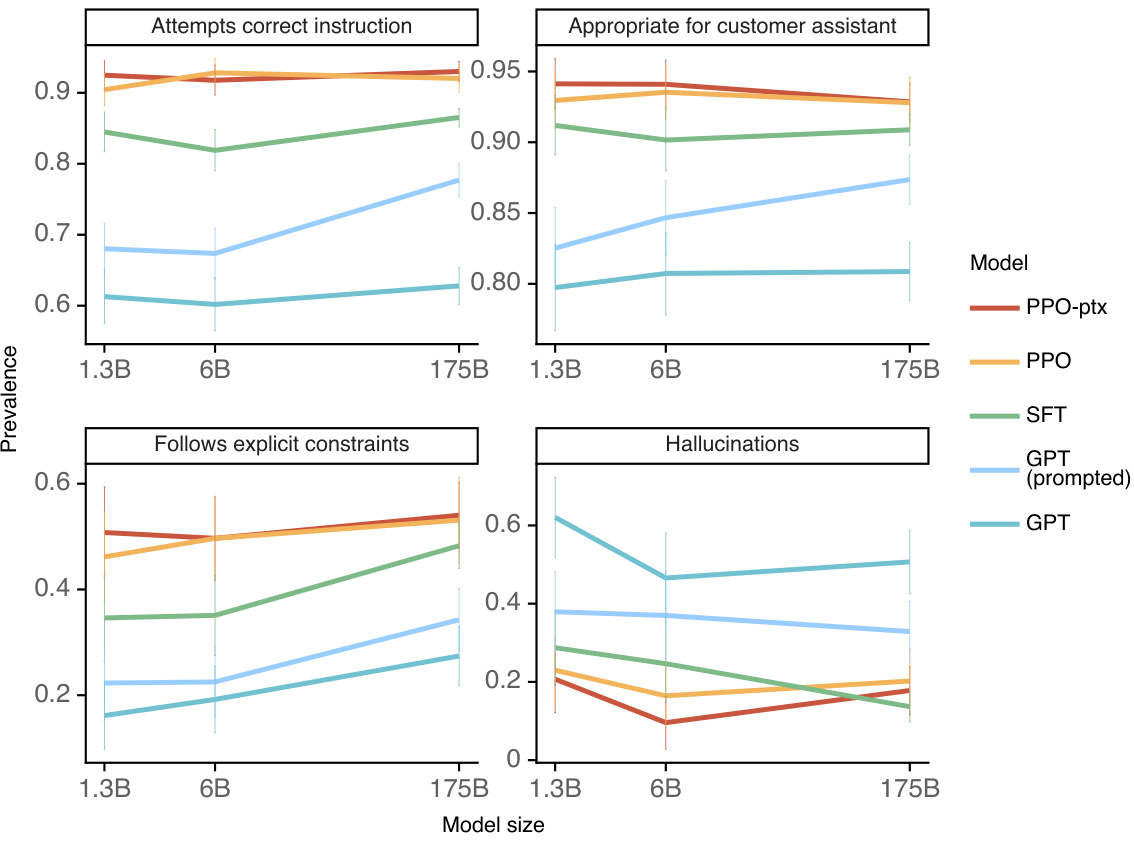 Attempts correct instruction
0.9
0.8
0.7
0.6
1.3B 6B 175B
Appropriate for customer assistant
0.95
0.90
0.85
0.80
1.3B 6B 175B
Follows explicit constraints
0.6
0.4
0.2
1.3B 6B 175B
Hallucinations
0.6
0.4
0.2
0
1.3B 6B 175B
Prevalence
Model size
Model
PPO-ptx
PPO
SFT
GPT
(prompted)
GPT